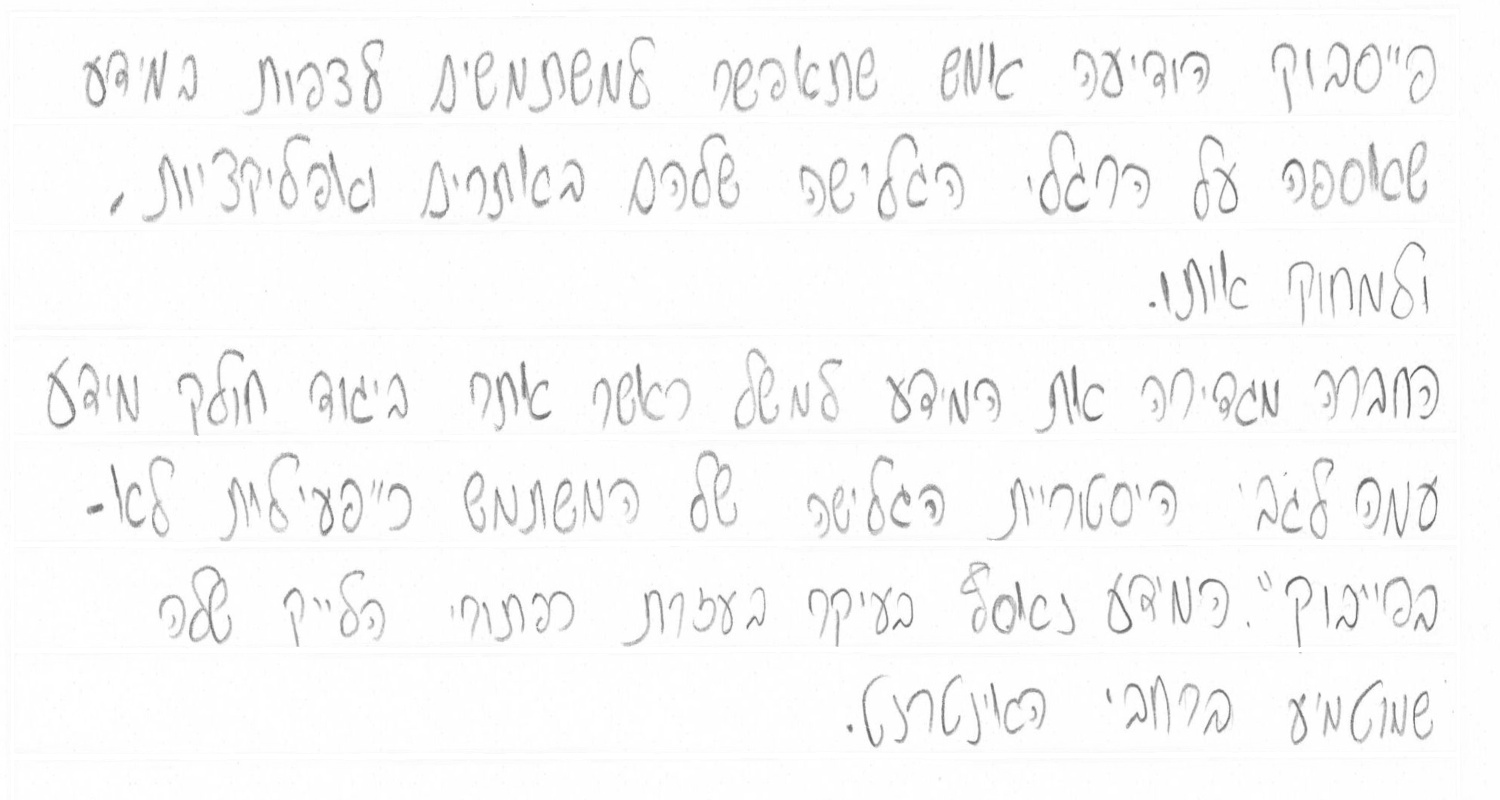 פייסבוק הודיעה אמש שתאפשר למשתמשים לצפות במידע
שאוספה על הרגלי הגלישה שלהם באתרים ואפליקציות,
ולמחוק אותו.
החברה מגדירה את המידע למשל כאשר אתר ביגוד חולק מידע
עמה לגבי היסטוריית הגלישה של המשתמש כ"פעילות לא-
בפייבוק". המידע נאסף בעיקר בעזרת כפתורי הלייק שלה
שמוטמע ברחבי האינטרנט.